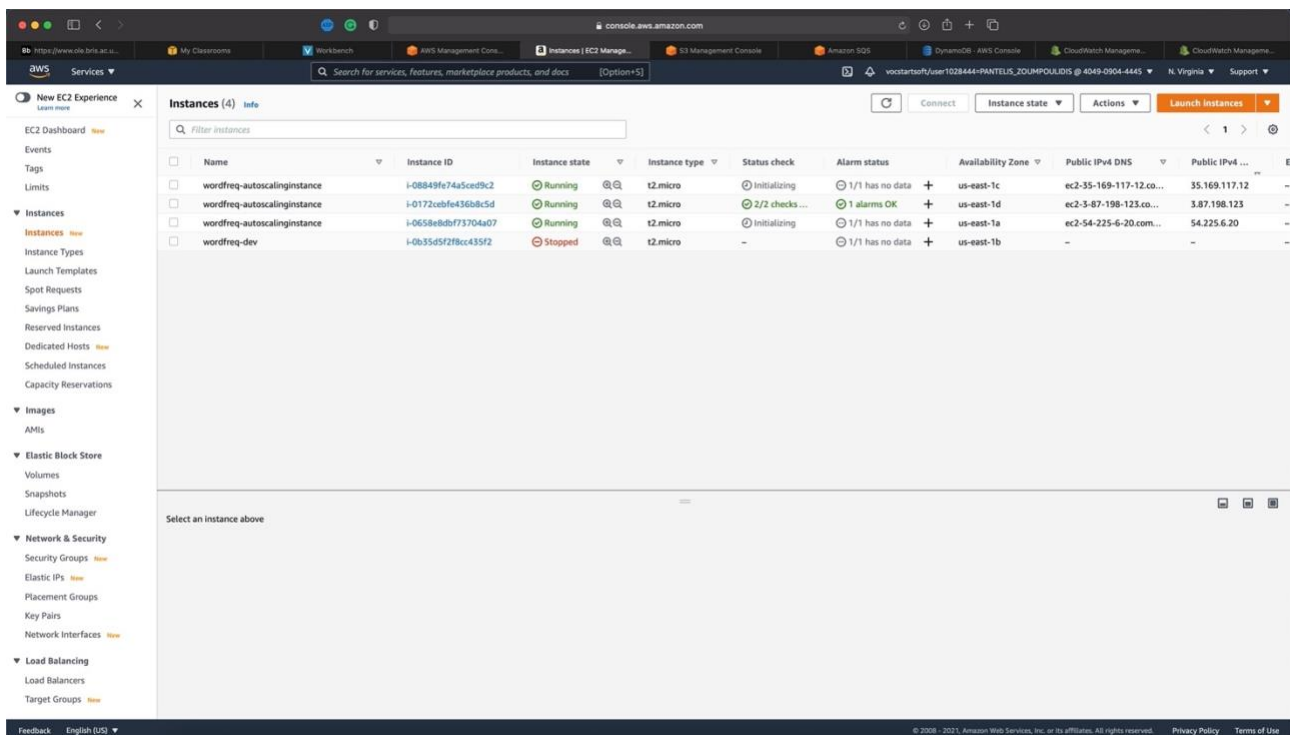 console.aws.amazon.com
Bb https://www.ole.bris.ac.u... My Classrooms Workbench AWS Management Cons... Instances | EC2 Manage... S3 Management Console Amazon SQS DynamoDB - AWS Console CloudWatch Manageme... CloudWatch Manageme...
aws Services ▼ Search for services, features, marketplace products, and docs [Option+S] vocstartsoft/user1028444=PANTELIS_ZOUMPOULIDIS @ 4049-0904-4445 ▼ N. Virginia ▼ Support ▼
New EC2 Experience
Learn more
EC2 Dashboard New
Events
Tags
Limits
Instances
Instances New
Instance Types
Launch Templates
Spot Requests
Savings Plans
Reserved Instances
Dedicated Hosts New
Scheduled Instances
Capacity Reservations
Images
AMIs
Elastic Block Store
Volumes
Snapshots
Lifecycle Manager
Network & Security
Security Groups New
Elastic IPs New
Placement Groups
Key Pairs
Network Interfaces New
Load Balancing
Load Balancers
Target Groups New
Instances (4) Info Connect Instance state ▼ Actions ▼ Launch instances ▼
Filter instances < 1 >
Name Instance ID Instance state Instance type Status check Alarm status Availability Zone Public IPv4 DNS Public IPv4 ... E
wordfreq-autoscalinginstance i-08849fe74a5ced9c2 Running t2.micro Initializing 1/1 has no data + us-east-1c ec2-35-169-117-12.co... 35.169.117.12 –
wordfreq-autoscalinginstance i-0172cebfe436b8c5d Running t2.micro 2/2 checks ... 1 alarms OK + us-east-1d ec2-3-87-198-123.co... 3.87.198.123 –
wordfreq-autoscalinginstance i-0658e8dbf73704a07 Running t2.micro Initializing 1/1 has no data + us-east-1a ec2-54-225-6-20.com... 54.225.6.20 –
wordfreq-dev i-0b35d5f2f8cc435f2 Stopped t2.micro – 1/1 has no data + us-east-1b – – –
Select an instance above
Feedback English (US) ▼ © 2008 - 2021, Amazon Web Services, Inc. or its affiliates. All rights reserved. Privacy Policy Terms of Use